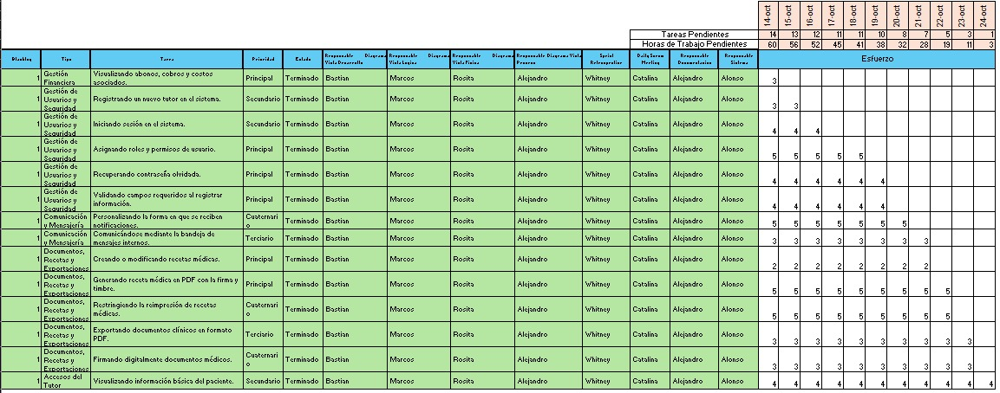 14-oct 15-oct 16-oct 17-oct 18-oct 19-oct 20-oct 21-oct 22-oct 23-oct 24-oct
Tareas Pendientes 14 13 12 11 11 10 8 7 5 3 1
Horas de Trabajo Pendientes 60 56 52 45 41 38 32 28 19 11 3
Tipo Tarea Prioridad Estado Responsable Diagrama Responsable Diagrama Responsable Diagrama Responsable Diagrama Vista Sprint Daily Scrum Responsable Responsable Esfuerzo
Vista Desarrollo Vista Logica Vista Fisica Proceso Retrospective Meeting Documentacion Sistema
1 Gestión Financiera Visualizando abonos, cobros y costos asociados. Principal Terminado Bastian Marcos Rosita Alejandro Whitney Catalina Alejandro Alonso 3
1 Gestión de Usuarios y Seguridad Registrando un nuevo tutor en el sistema. Secundario Terminado Bastian Marcos Rosita Alejandro Whitney Catalina Alejandro Alonso 3 3
1 Gestión de Usuarios y Seguridad Iniciando sesión en el sistema. Secundario Terminado Bastian Marcos Rosita Alejandro Whitney Catalina Alejandro Alonso 4 4 4
1 Gestión de Usuarios y Seguridad Asignando roles y permisos de usuario. Principal Terminado Bastian Marcos Rosita Alejandro Whitney Catalina Alejandro Alonso 5 5 5 5 5
1 Gestión de Usuarios y Seguridad Recuperando contraseña olvidada. Principal Terminado Bastian Marcos Rosita Alejandro Whitney Catalina Alejandro Alonso 4 4 4 4 4 4
1 Gestión de Usuarios y Seguridad Validando campos requeridos al registrar información. Principal Terminado Bastian Marcos Rosita Alejandro Whitney Catalina Alejandro Alonso 4 4 4 4 4 4
1 Comunicación y Mensajería Personalizando la forma en que se reciben notificaciones. Cuaternario Terminado Bastian Marcos Rosita Alejandro Whitney Catalina Alejandro Alonso 5 5 5 5 5 5 5
1 Comunicación y Mensajería Comunicándose mediante la bandeja de mensajes internos. Terciario Terminado Bastian Marcos Rosita Alejandro Whitney Catalina Alejandro Alonso 3 3 3 3 3 3 3 3
1 Documentos, Recetas y Exportaciones Creando o modificando recetas médicas. Principal Terminado Bastian Marcos Rosita Alejandro Whitney Catalina Alejandro Alonso 2 2 2 2 2 2 2 2
1 Documentos, Recetas y Exportaciones Generando receta médica en PDF con la firma y timbre. Principal Terminado Bastian Marcos Rosita Alejandro Whitney Catalina Alejandro Alonso 5 5 5 5 5 5 5 5 5
1 Documentos, Recetas y Exportaciones Restringiendo la reimpresión de recetas médicas. Cuaternario Terminado Bastian Marcos Rosita Alejandro Whitney Catalina Alejandro Alonso 5 5 5 5 5 5 5 5 5
1 Documentos, Recetas y Exportaciones Exportando documentos clínicos en formato PDF. Terciario Terminado Bastian Marcos Rosita Alejandro Whitney Catalina Alejandro Alonso 3 3 3 3 3 3 3 3 3 3
1 Documentos, Recetas y Exportaciones Firmando digitalmente documentos médicos. Cuaternario Terminado Bastian Marcos Rosita Alejandro Whitney Catalina Alejandro Alonso 3 3 3 3 3 3 3 3 3 3
1 Accesos del Tutor Visualizando información básica del paciente. Secundario Terminado Bastian Marcos Rosita Alejandro Whitney Catalina Alejandro Alonso 4 4 4 4 4 4 4 4 4 4 4